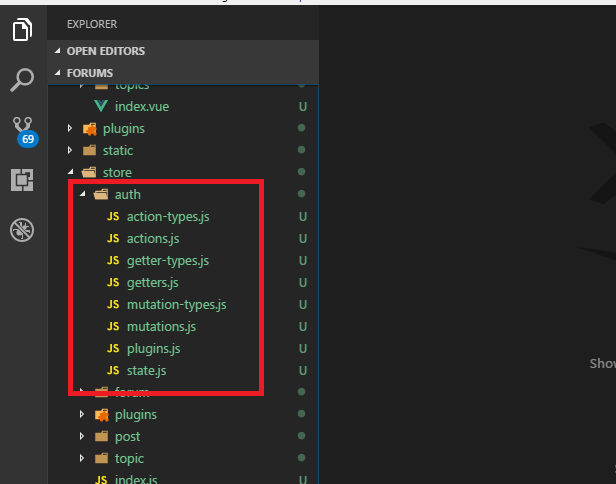 EXPLORER
OPEN EDITORS
FORUMS
topics
index.vue U
plugins
static
store
auth
JS action-types.js U
JS actions.js U
JS getter-types.js U
JS getters.js U
JS mutation-types.js U
JS mutations.js U
JS plugins.js U
JS state.js U
forum
plugins
post
topic
JS index.js U
69
Show